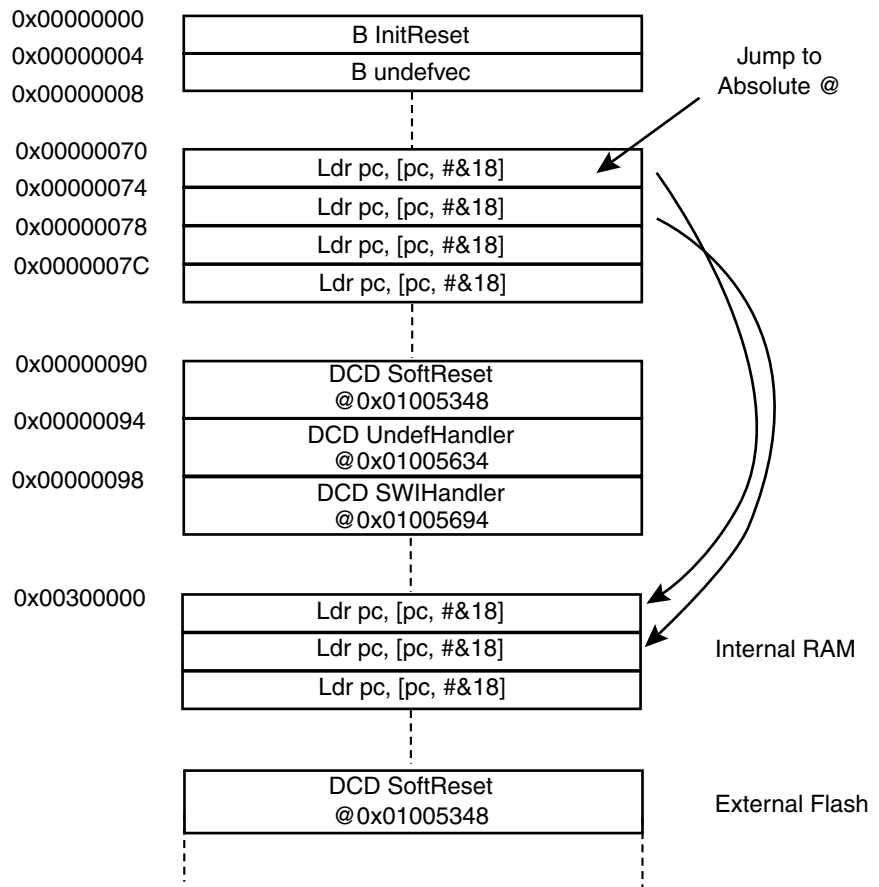 0x00000000
B InitReset
0x00000004
B undefvec
0x00000008
Jump to
Absolute @
0x00000070
Ldr pc, [pc, #&18]
0x00000074
Ldr pc, [pc, #&18]
0x00000078
Ldr pc, [pc, #&18]
0x0000007C
Ldr pc, [pc, #&18]
0x00000090
DCD SoftReset
@0x01005348
0x00000094
DCD UndefHandler
@0x01005634
0x00000098
DCD SWIHandler
@0x01005694
0x00300000
Ldr pc, [pc, #&18]
Ldr pc, [pc, #&18]
Internal RAM
Ldr pc, [pc, #&18]
DCD SoftReset
@0x01005348
External Flash